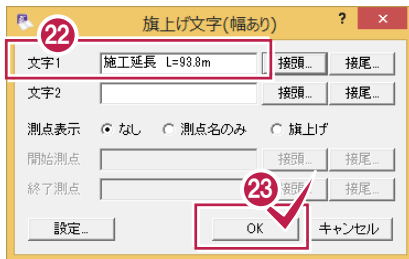 旗上げ文字(幅あり) ? ×
22
文字1 施工延長 L=93.8m 接頭... 接尾...
文字2 接頭... 接尾...
測点表示 なし 測点名のみ 旗上げ
開始測点 接頭... 接尾...
終了測点 接頭... 接尾...
23
設定... OK キャンセル